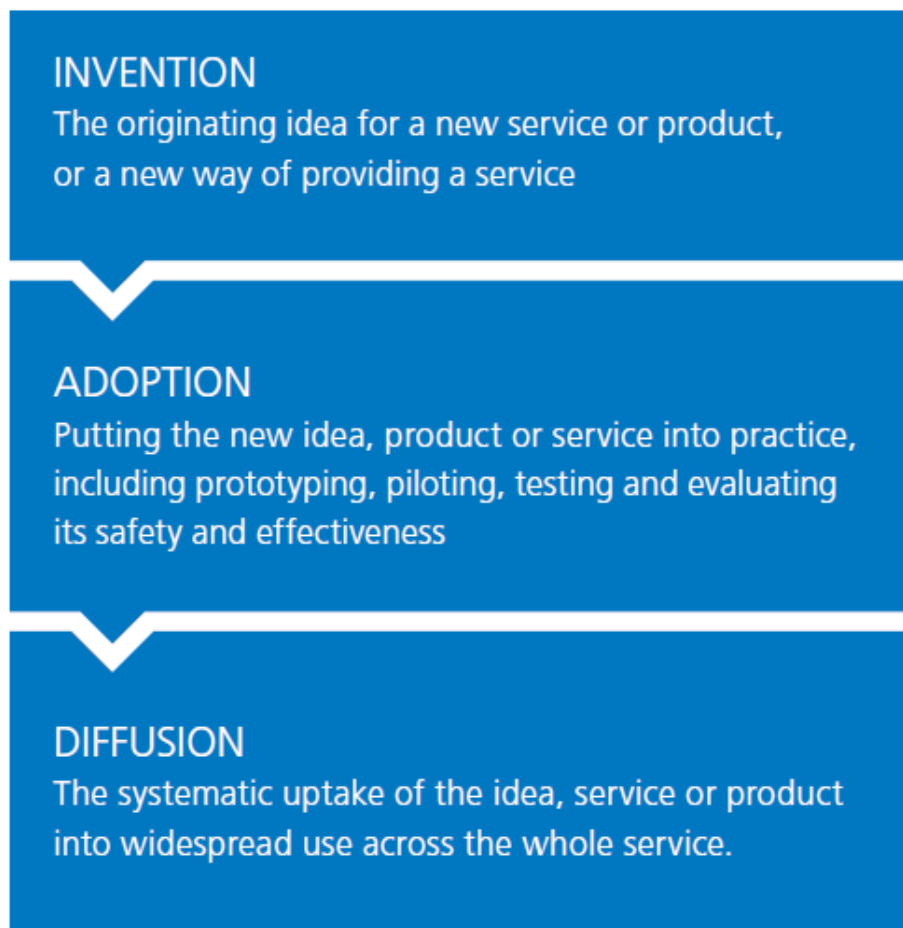 INVENTION
The originating idea for a new service or product,
or a new way of providing a service
ADOPTION
Putting the new idea, product or service into practice,
including prototyping, piloting, testing and evaluating
its safety and effectiveness
DIFFUSION
The systematic uptake of the idea, service or product
into widespread use across the whole service.